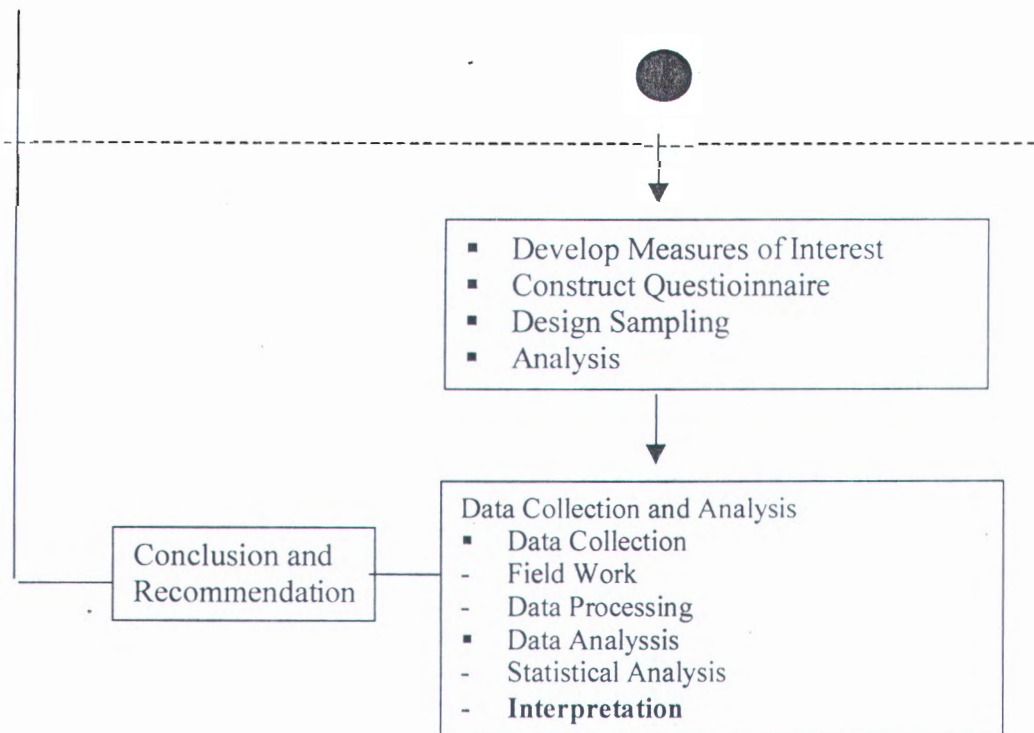 ▪ Develop Measures of Interest
▪ Construct Questioinnaire
▪ Design Sampling
▪ Analysis
Data Collection and Analysis
▪ Data Collection
- Field Work
- Data Processing
▪ Data Analyssis
- Statistical Analysis
- Interpretation
Conclusion and
Recommendation